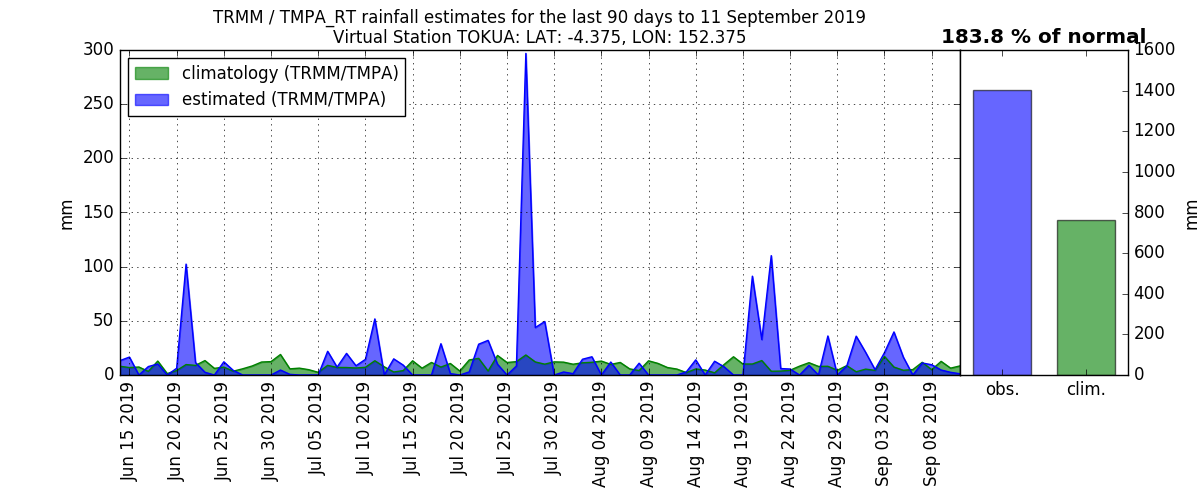 TRMM / TMPA_RT rainfall estimates for the last 90 days to 11 September 2019
Virtual Station TOKUA: LAT: -4.375, LON: 152.375
183.8 % of normal
climatology (TRMM/TMPA)
estimated (TRMM/TMPA)
mm
300
250
200
150
100
50
0
Jun 15 2019
Jun 20 2019
Jun 25 2019
Jun 30 2019
Jul 05 2019
Jul 10 2019
Jul 15 2019
Jul 20 2019
Jul 25 2019
Jul 30 2019
Aug 04 2019
Aug 09 2019
Aug 14 2019
Aug 19 2019
Aug 24 2019
Aug 29 2019
Sep 03 2019
Sep 08 2019
obs.
clim.
1600
1400
1200
1000
800
600
400
200
0
mm